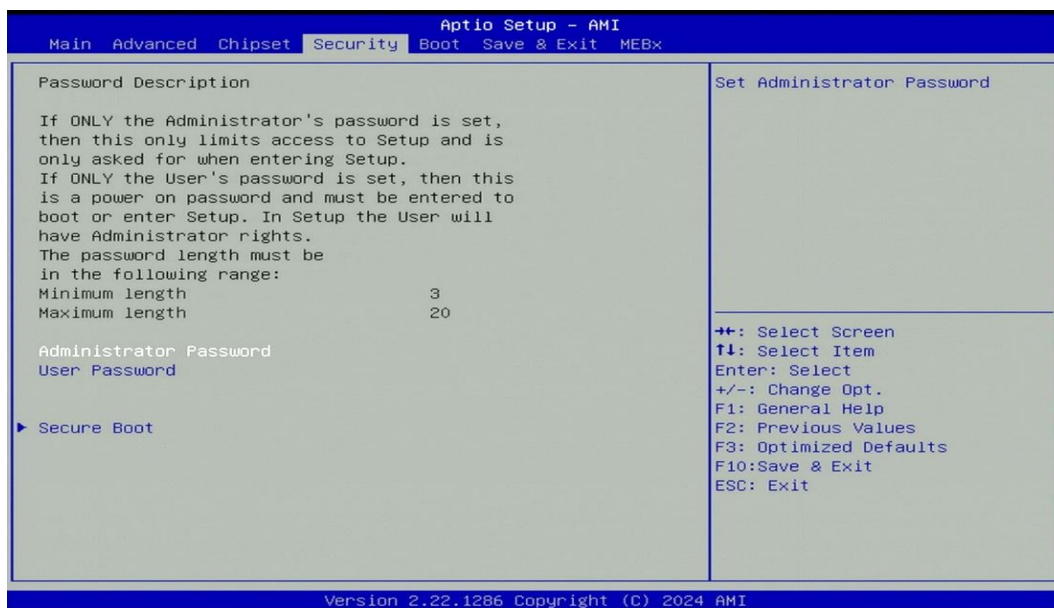 Aptio Setup – AMI
Main Advanced Chipset Security Boot Save & Exit MEBx
Password Description
If ONLY the Administrator's password is set,
then this only limits access to Setup and is
only asked for when entering Setup.
If ONLY the User's password is set, then this
is a power on password and must be entered to
boot or enter Setup. In Setup the User will
have Administrator rights.
The password length must be
in the following range:
Minimum length 3
Maximum length 20
Administrator Password
User Password
► Secure Boot
Set Administrator Password
→←: Select Screen
↑↓: Select Item
Enter: Select
+/-: Change Opt.
F1: General Help
F2: Previous Values
F3: Optimized Defaults
F10:Save & Exit
ESC: Exit
Version 2.22.1286 Copyright (C) 2024 AMI